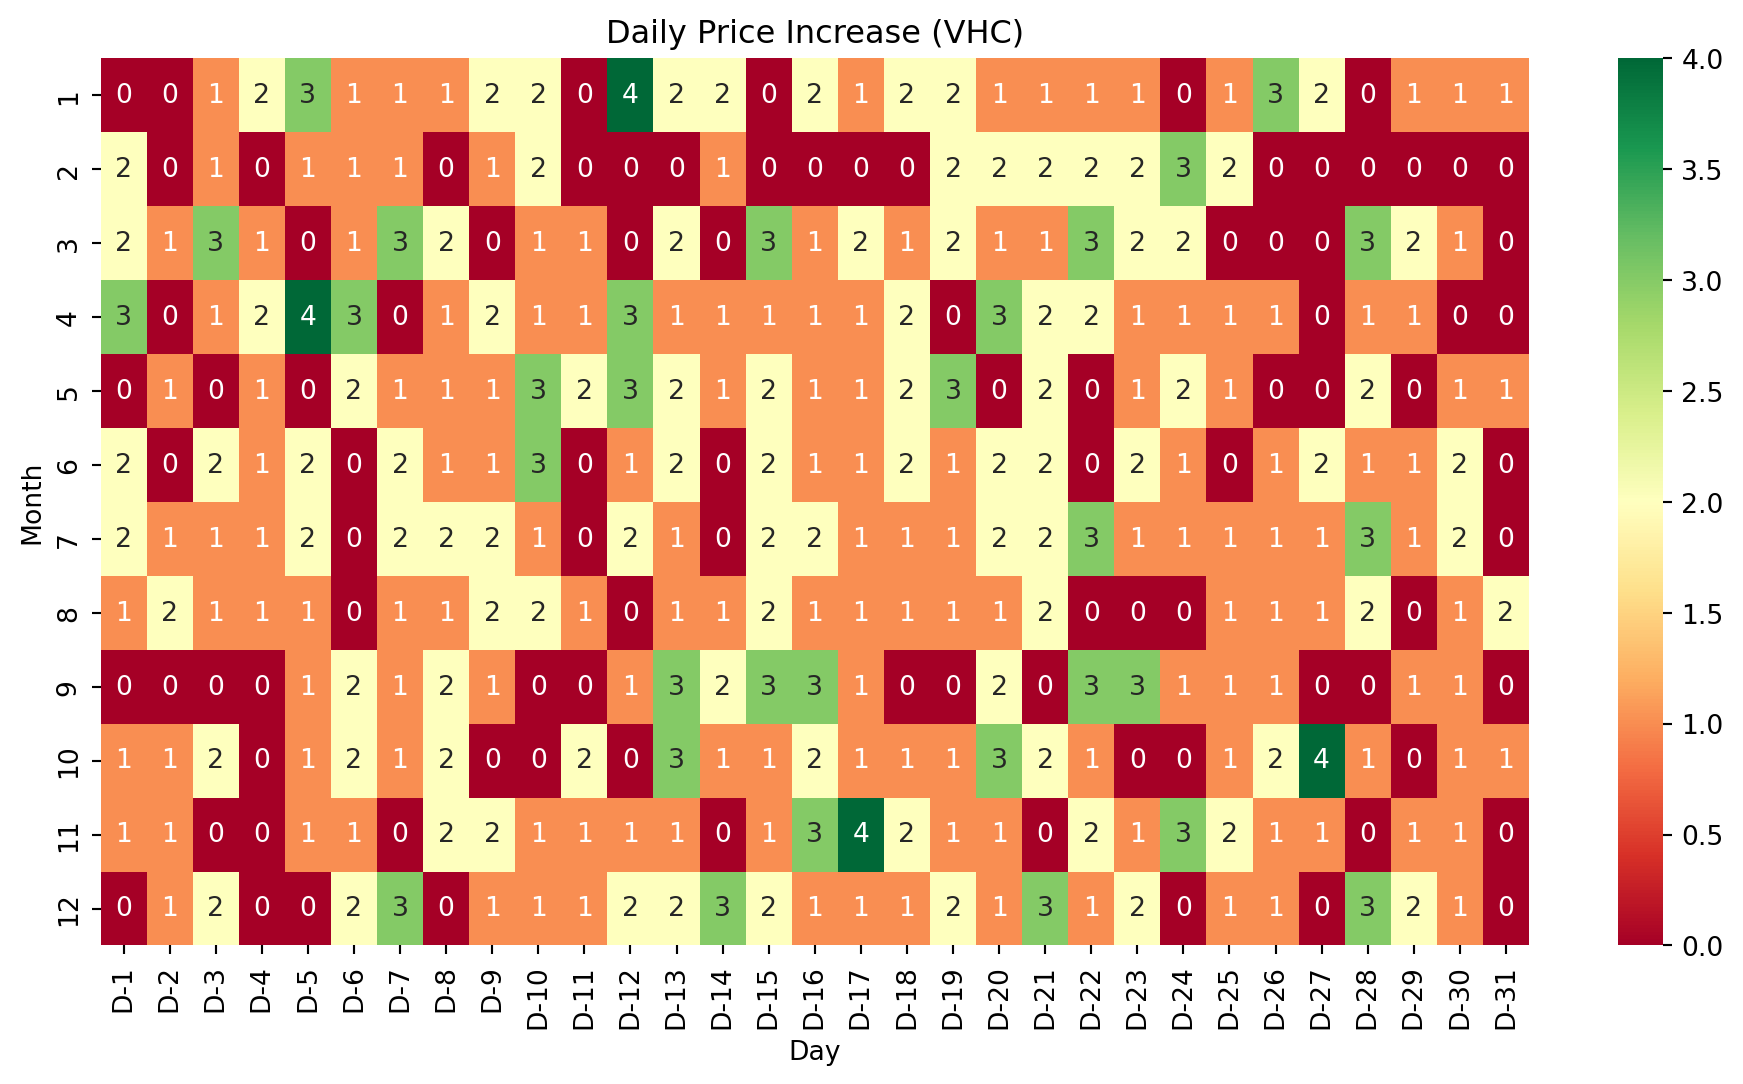 Daily Price Increase (VHC)
1 0 0 1 2 3 1 1 1 2 2 0 4 2 2 0 2 1 2 2 1 1 1 1 0 1 3 2 0 1 1 1
2 2 0 1 0 1 1 1 0 1 2 0 0 0 1 0 0 0 0 2 2 2 2 2 3 2 0 0 0 0 0 0
3 2 1 3 1 0 1 3 2 0 1 1 0 2 0 3 1 2 1 2 1 1 3 2 2 0 0 0 3 2 1 0
4 3 0 1 2 4 3 0 1 2 1 1 3 1 1 1 1 1 2 0 3 2 2 1 1 1 1 0 1 1 0 0
5 0 1 0 1 0 2 1 1 1 3 2 3 2 1 2 1 1 2 3 0 2 0 1 2 1 0 0 2 0 1 1
6 2 0 2 1 2 0 2 1 1 3 0 1 2 0 2 1 1 2 1 2 2 0 2 1 0 1 2 1 1 2 0
7 2 1 1 1 2 0 2 2 2 1 0 2 1 0 2 2 1 1 1 2 2 3 1 1 1 1 1 3 1 2 0
8 1 2 1 1 1 0 1 1 2 2 1 0 1 1 2 1 1 1 1 1 2 0 0 0 1 1 1 2 0 1 2
9 0 0 0 0 1 2 1 2 1 0 0 1 3 2 3 3 1 0 0 2 0 3 3 1 1 1 0 0 1 1 0
10 1 1 2 0 1 2 1 2 0 0 2 0 3 1 1 2 1 1 1 3 2 1 0 0 1 2 4 1 0 1 1
11 1 1 0 0 1 1 0 2 2 1 1 1 1 0 1 3 4 2 1 1 0 2 1 3 2 1 1 0 1 1 0
12 0 1 2 0 0 2 3 0 1 1 1 2 2 3 2 1 1 1 2 1 3 1 2 0 1 1 0 3 2 1 0
Month
D-1 D-2 D-3 D-4 D-5 D-6 D-7 D-8 D-9 D-10 D-11 D-12 D-13 D-14 D-15 D-16 D-17 D-18 D-19 D-20 D-21 D-22 D-23 D-24 D-25 D-26 D-27 D-28 D-29 D-30 D-31
Day
4.0
3.5
3.0
2.5
2.0
1.5
1.0
0.5
0.0